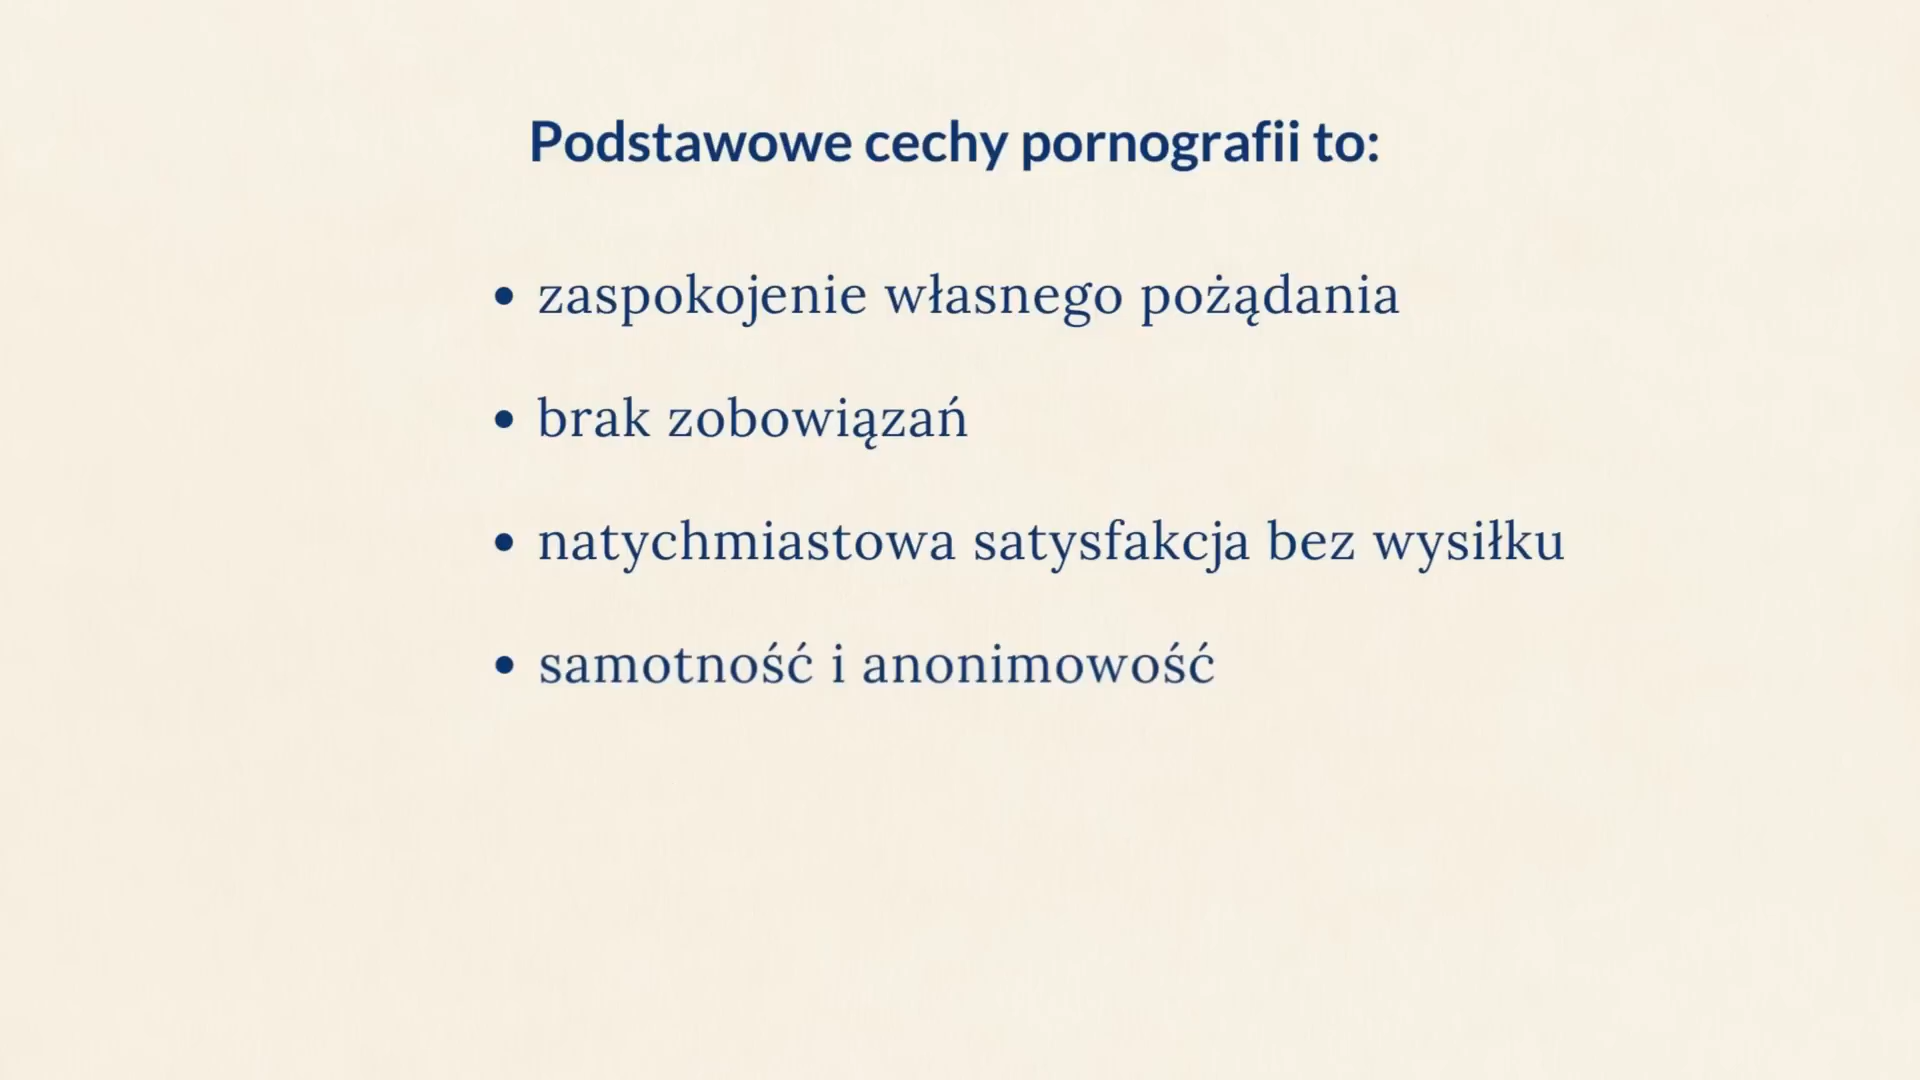 Podstawowe cechy pornografii to:
• zaspokojenie własnego pożądania
• brak zobowiązań
• natychmiastowa satysfakcja bez wysiłku
• samotność i anonimowość